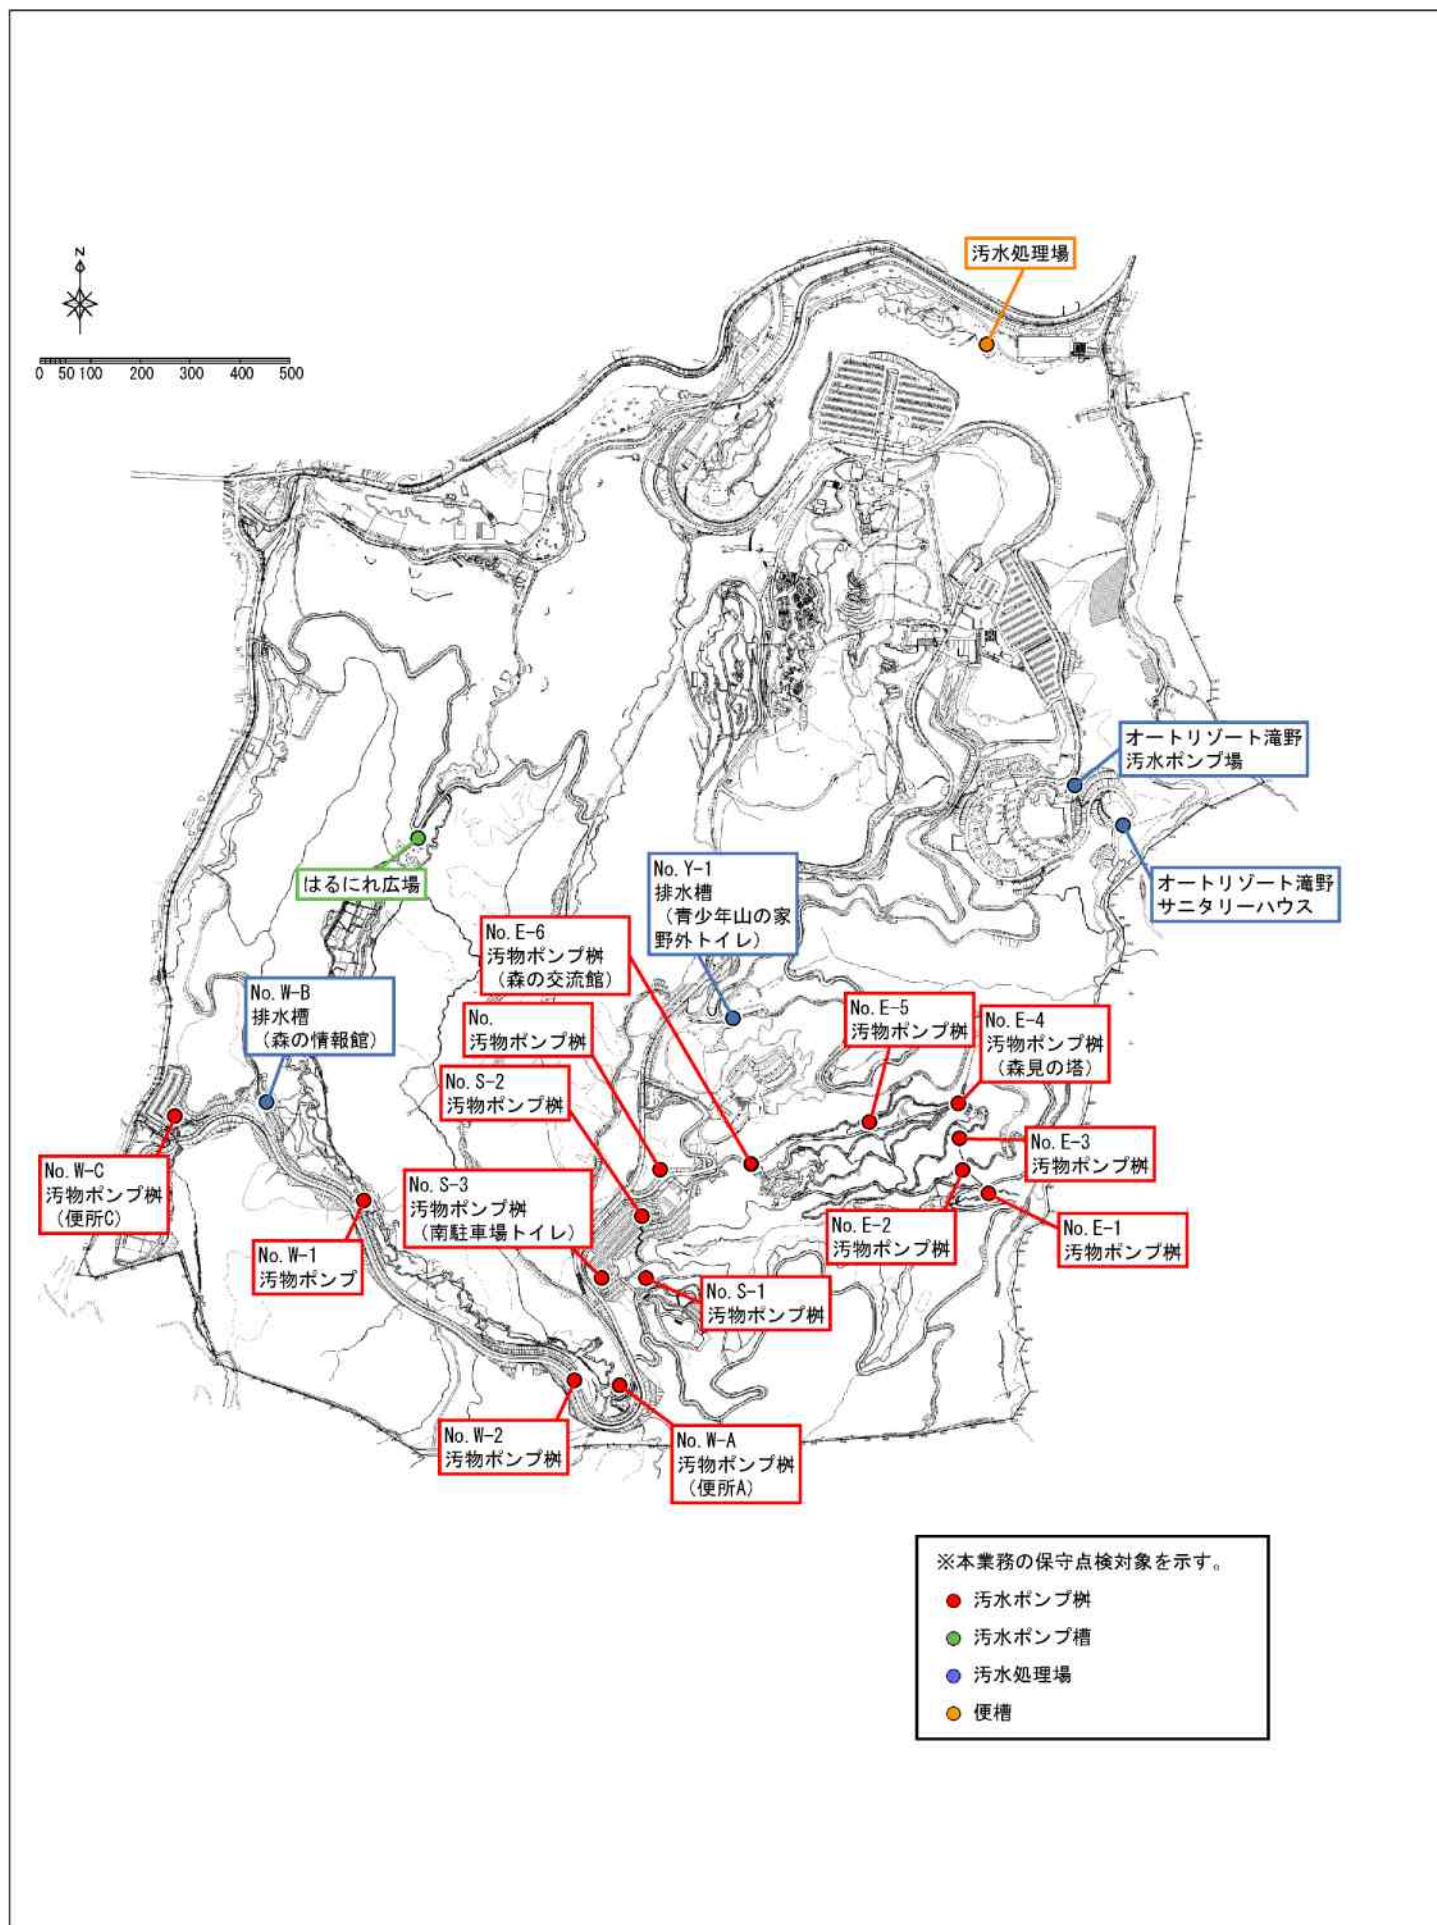 汚水処理場
N
0 50 100 200 300 400 500
オートリゾート滝野
汚水ポンプ場
オートリゾート滝野
サニタリーハウス
はるにれ広場
No.Y-1
排水槽
（青少年山の家
野外トイレ）
No.E-6
汚物ポンプ桝
（森の交流館）
No.W-B
排水槽
（森の情報館）
No.
汚物ポンプ桝
No.E-5
汚物ポンプ桝
No.E-4
汚物ポンプ桝
（森見の塔）
No.S-2
汚物ポンプ桝
No.E-3
汚物ポンプ桝
No.W-C
汚物ポンプ桝
(便所C)
No.S-3
汚物ポンプ桝
（南駐車場トイレ）
No.E-2
汚物ポンプ桝
No.E-1
汚物ポンプ桝
No.W-1
汚物ポンプ
No.S-1
汚物ポンプ桝
No.W-2
汚物ポンプ桝
No.W-A
汚物ポンプ桝
（便所A）
※本業務の保守点検対象を示す。
汚水ポンプ桝
汚水ポンプ槽
汚水処理場
便槽